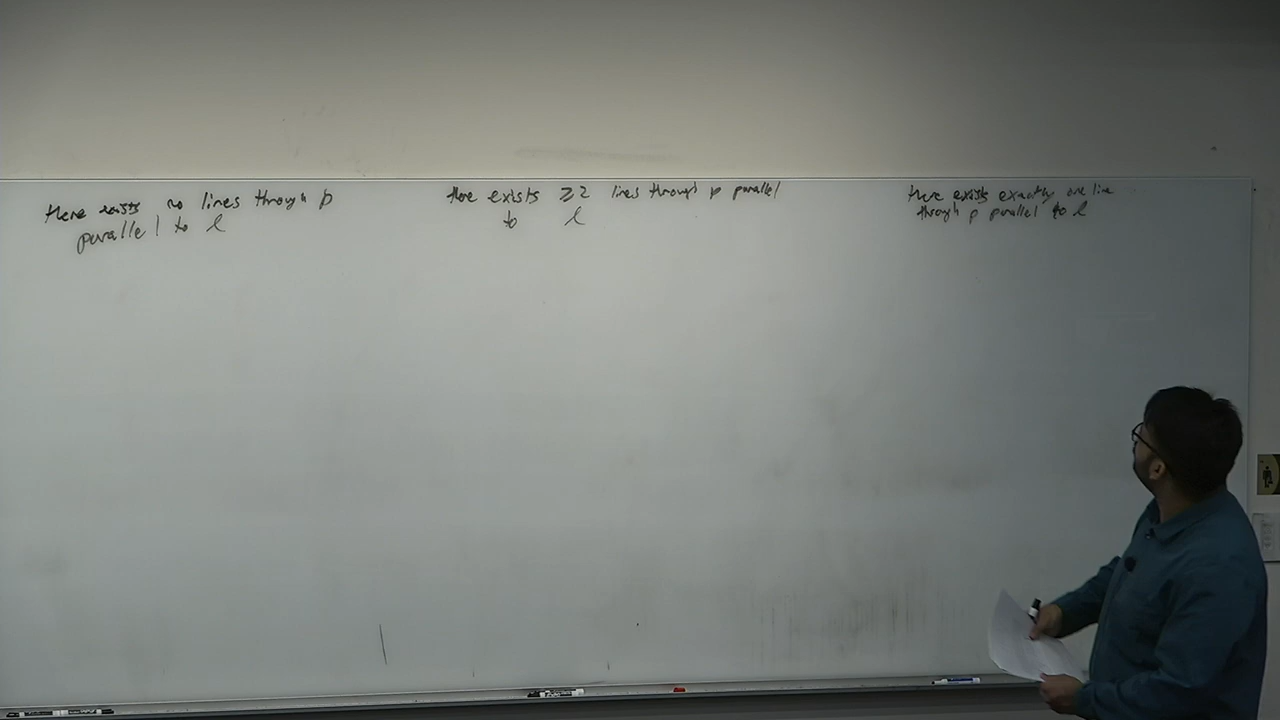 there exists no lines through p
parallel to l
there exists ≥2 lines through p parallel
to l
there exists exactly one line
through p parallel to l